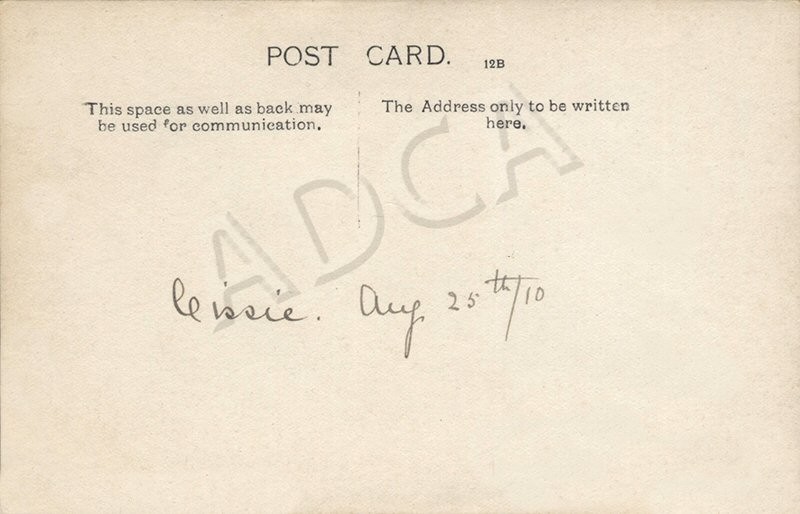 POST CARD. 12B
This space as well as back may
be used for communication.
The Address only to be written
here.
ADCA
Cissie. Aug 25th/10